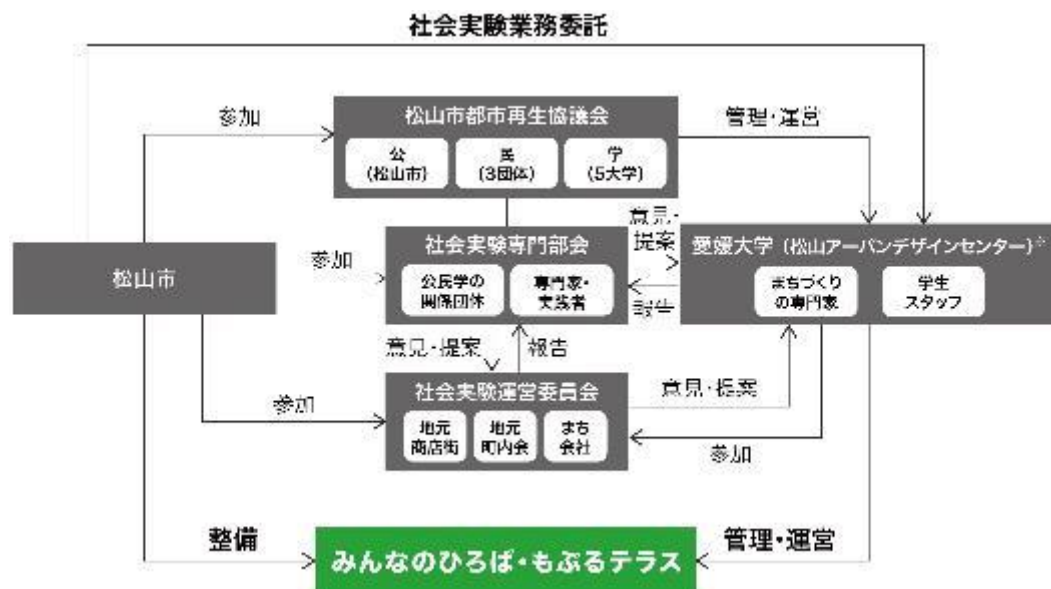 社会実験業務委託
参加
松山市都市再生協議会
管理・運営
公
(松山市)
民
(3団体)
学
(5大学)
松山市
参加
社会実験専門部会
公民学の
関係団体
専門家・
実践者
意見・
提案
報告
愛媛大学（松山アーバンデザインセンター）※
まちづくり
の専門家
学生
スタッフ
意見・提案
報告
参加
社会実験運営委員会
地元
商店街
地元
町内会
まち
会社
意見・提案
参加
整備
みんなのひろば・もぶるテラス
管理・運営